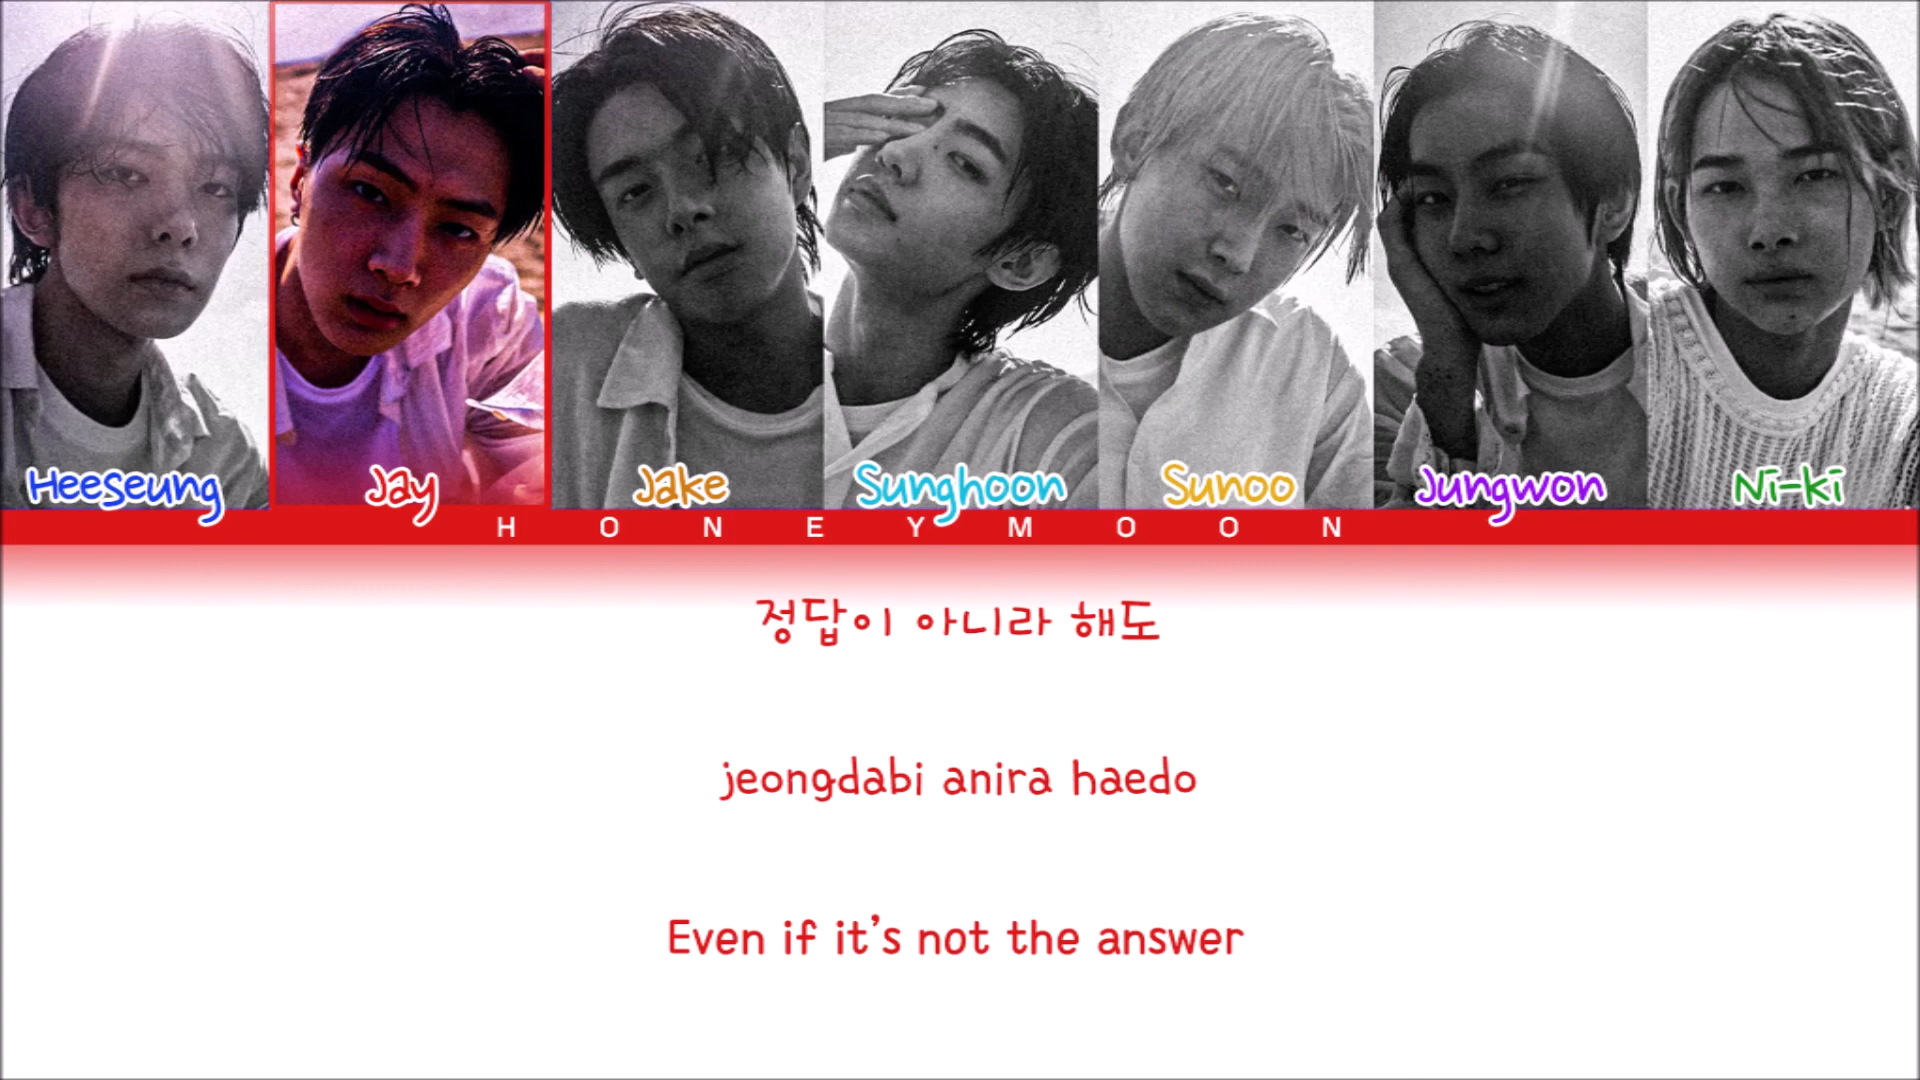 Heeseung Jay Jake Sunghoon Sunoo Jungwon Ni-ki
HONEYMOON
정답이 아니라 해도
jeongdabi anira haedo
Even if it's not the answer